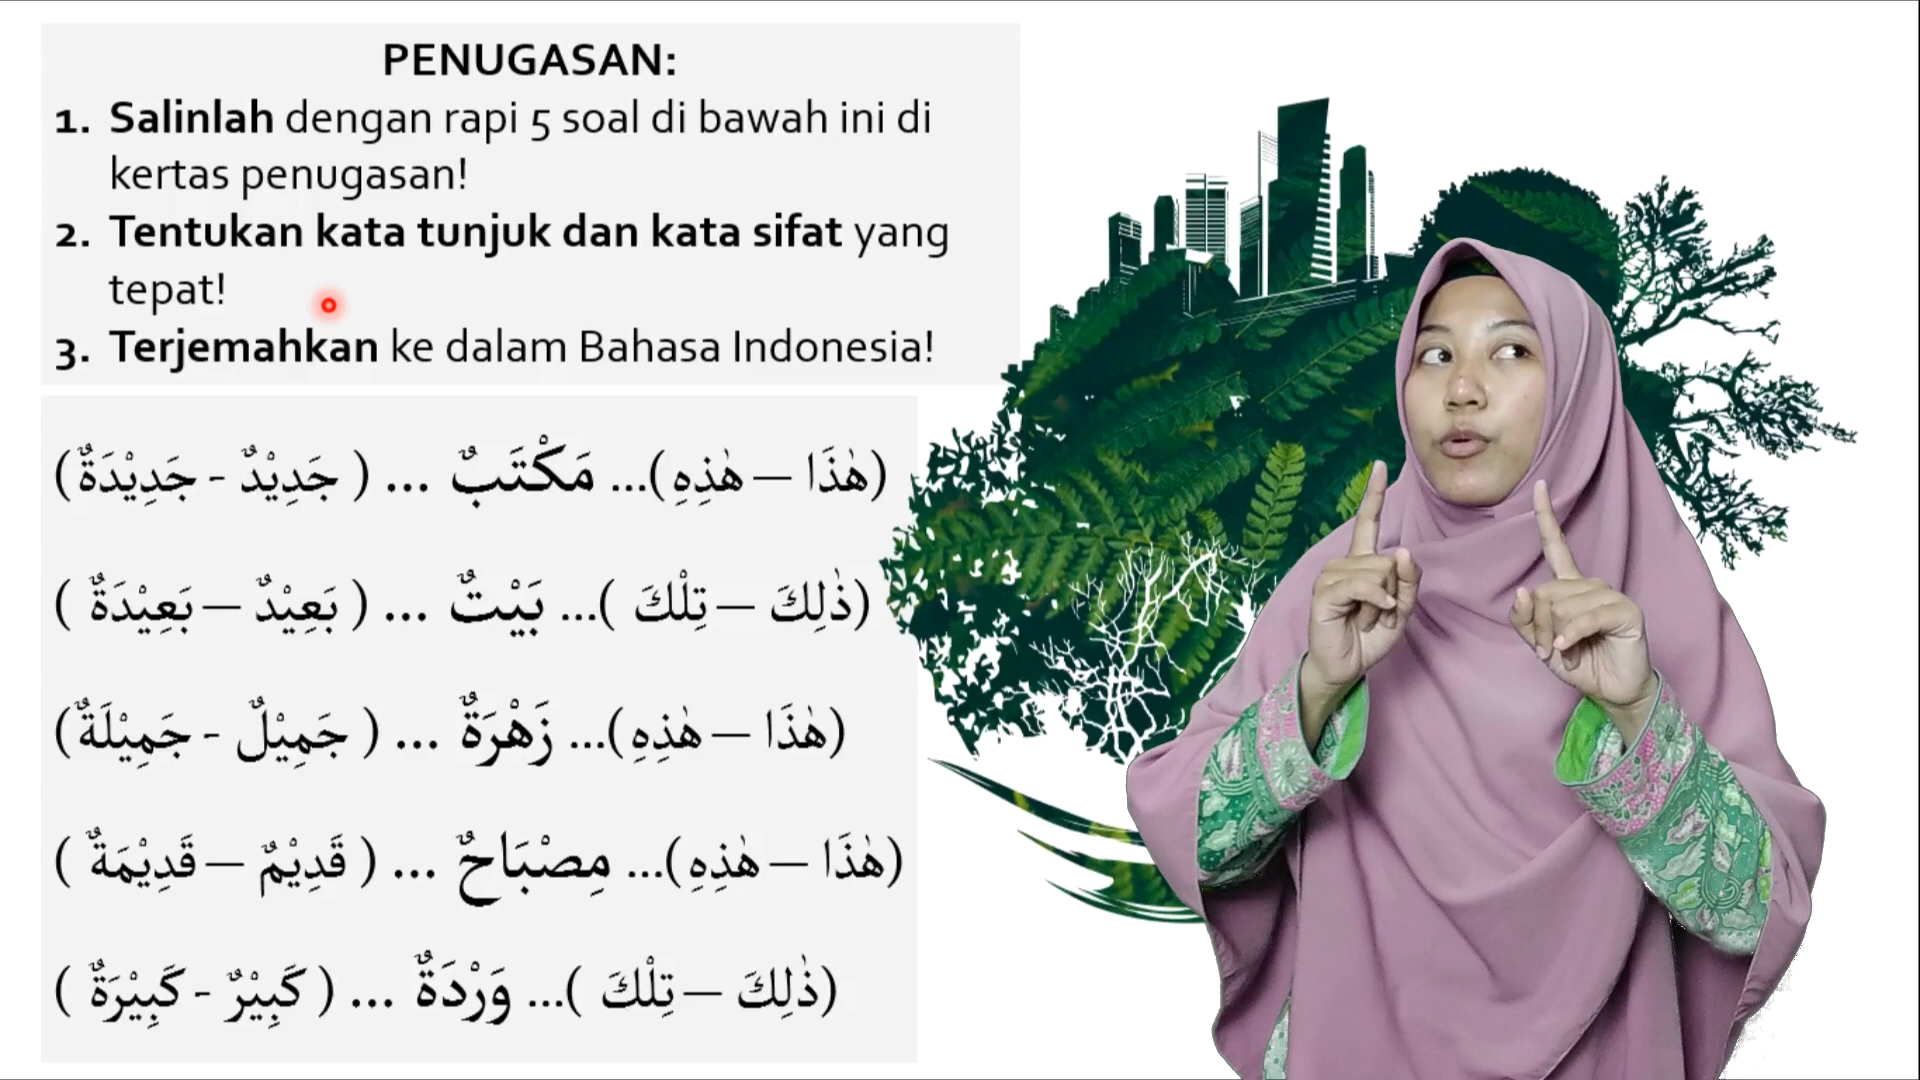 PENUGASAN:
1. Salinlah dengan rapi 5 soal di bawah ini di
kertas penugasan!
2. Tentukan kata tunjuk dan kata sifat yang
tepat!
3. Terjemahkan ke dalam Bahasa Indonesia!
(هٰذَا – هٰذِهِ)... مَكْتَبٌ ... ( جَدِيْدٌ - جَدِيْدَةٌ)
(ذٰلِكَ – تِلْكَ )... بَيْتٌ ... ( بَعِيْدٌ – بَعِيْدَةٌ )
(هٰذَا – هٰذِهِ)... زَهْرَةٌ ... ( جَمِيْلٌ - جَمِيْلَةٌ)
(هٰذَا – هٰذِهِ)... مِصْبَاحٌ ... ( قَدِيْمٌ – قَدِيْمَةٌ )
(ذٰلِكَ – تِلْكَ )... وَرْدَةٌ ... ( كَبِيْرٌ - كَبِيْرَةٌ )